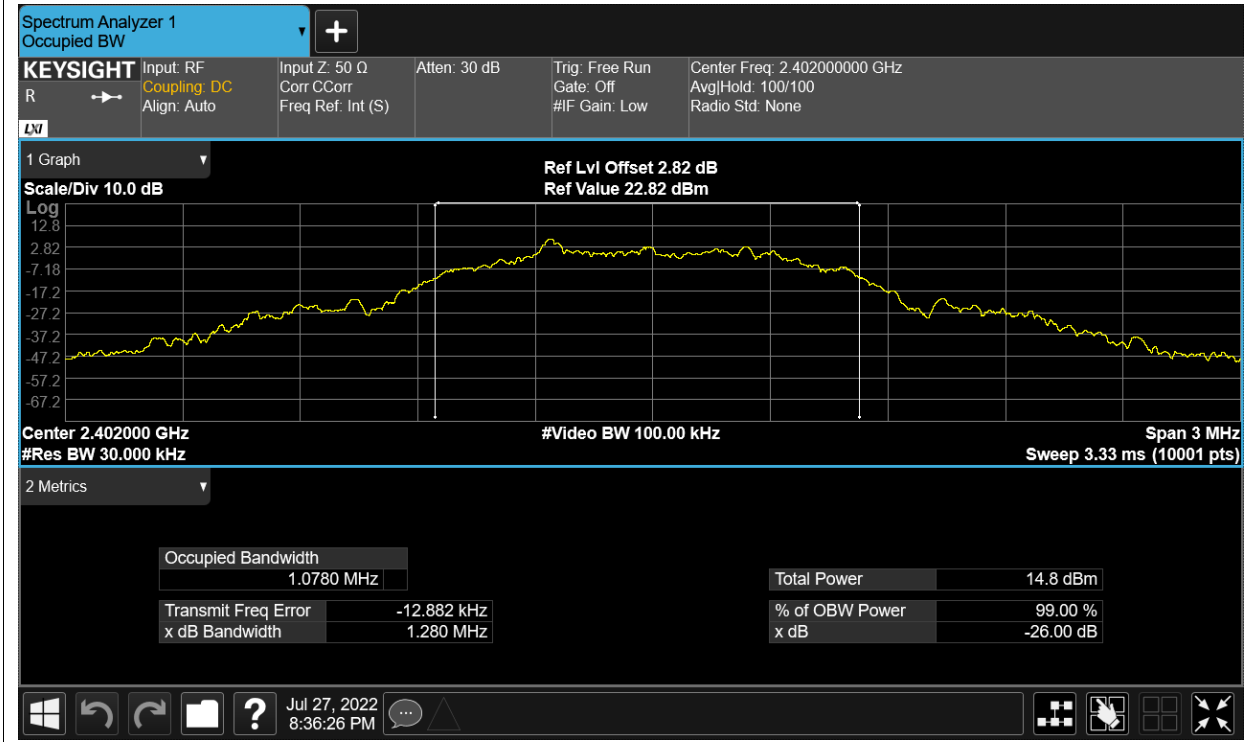 Spectrum Analyzer 1
Occupied BW
KEYSIGHT
R
LXI
Input: RF
Coupling: DC
Align: Auto
Input Z: 50 Ω
Corr CCorr
Freq Ref: Int (S)
Atten: 30 dB
Trig: Free Run
Gate: Off
#IF Gain: Low
Center Freq: 2.402000000 GHz
Avg|Hold: 100/100
Radio Std: None
1 Graph
Scale/Div 10.0 dB
Ref Lvl Offset 2.82 dB
Ref Value 22.82 dBm
Log
12.8
2.82
-7.18
-17.2
-27.2
-37.2
-47.2
-57.2
-67.2
Center 2.402000 GHz
#Video BW 100.00 kHz
Span 3 MHz
#Res BW 30.000 kHz
Sweep 3.33 ms (10001 pts)
2 Metrics
Occupied Bandwidth
1.0780 MHz
Total Power 14.8 dBm
Transmit Freq Error -12.882 kHz
% of OBW Power 99.00 %
x dB Bandwidth 1.280 MHz
x dB -26.00 dB
Jul 27, 2022
8:36:26 PM